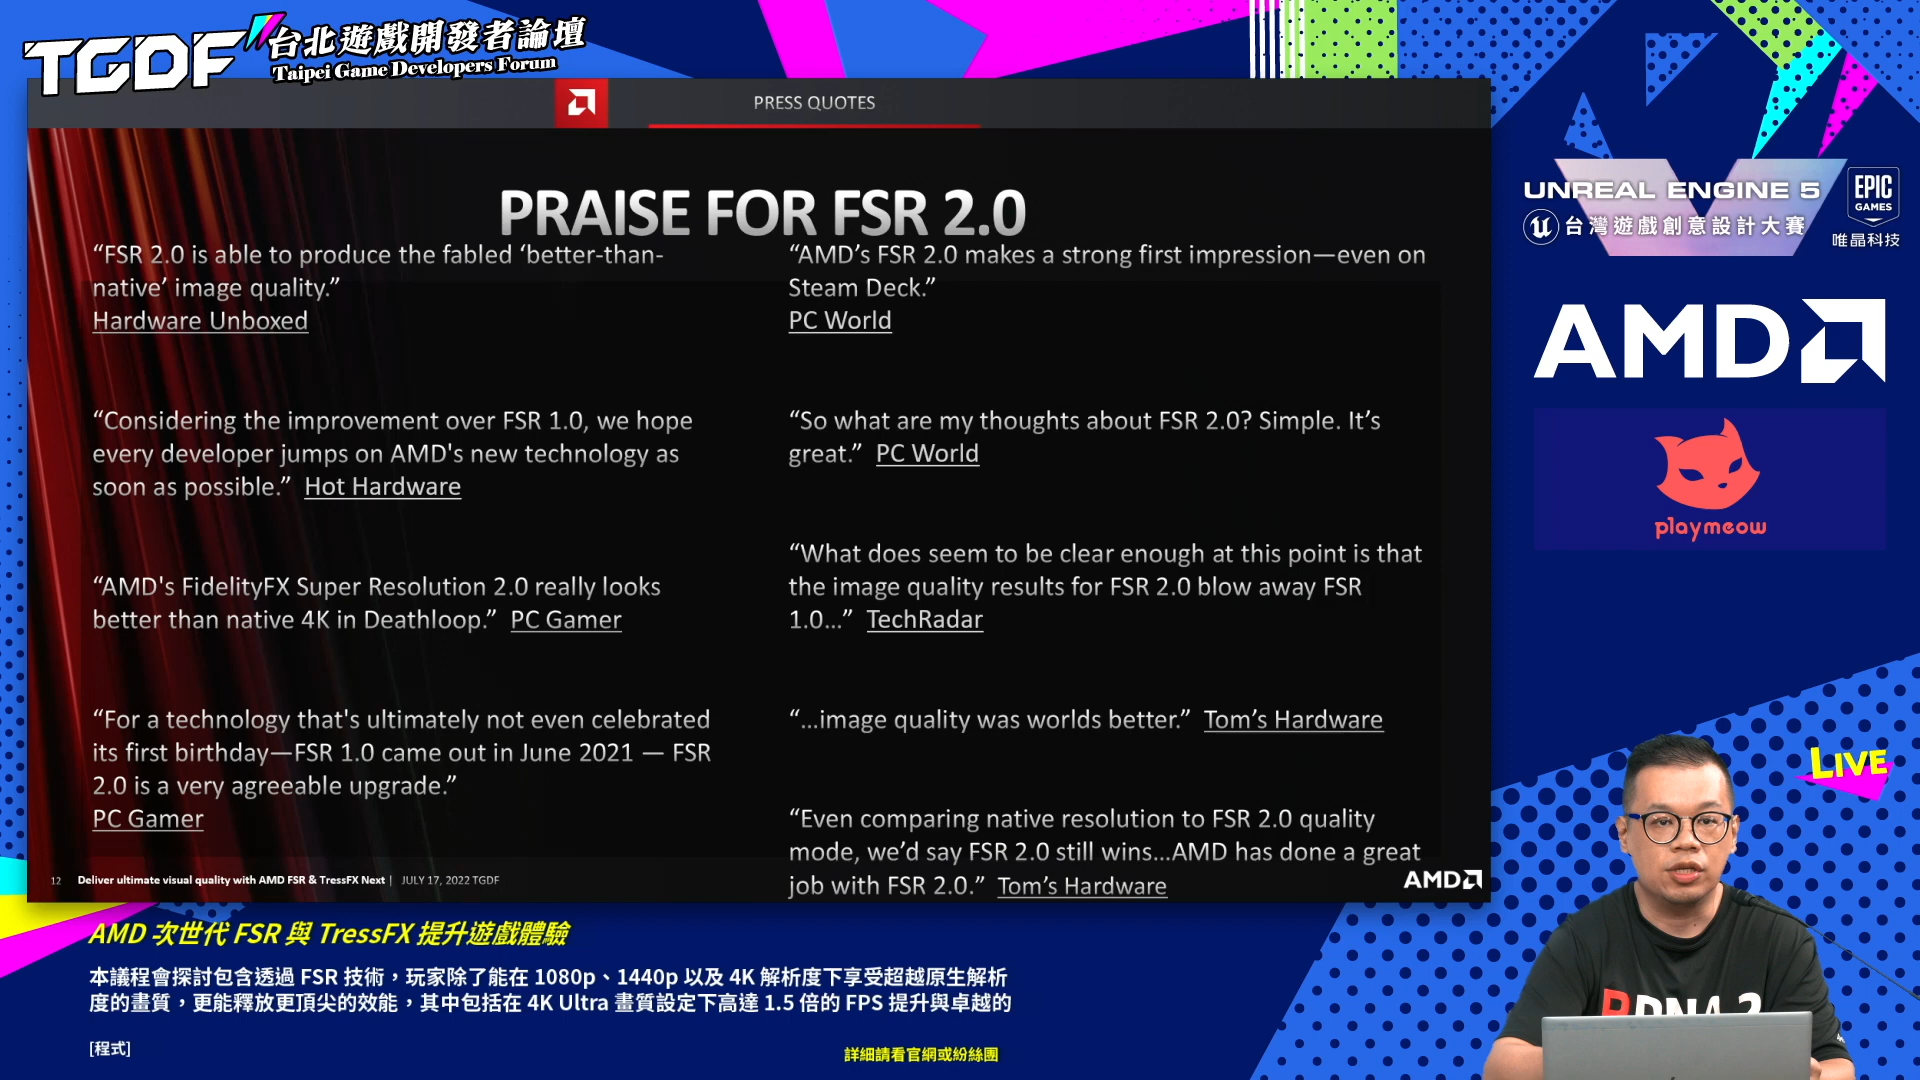 TGDF 台北遊戲開發者論壇
Taipei Game Developers Forum
PRESS QUOTES
PRAISE FOR FSR 2.0
“FSR 2.0 is able to produce the fabled ‘better-than-
native’ image quality.”
Hardware Unboxed
“Considering the improvement over FSR 1.0, we hope
every developer jumps on AMD's new technology as
soon as possible.” Hot Hardware
“AMD's FidelityFX Super Resolution 2.0 really looks
better than native 4K in Deathloop.” PC Gamer
“For a technology that's ultimately not even celebrated
its first birthday—FSR 1.0 came out in June 2021 — FSR
2.0 is a very agreeable upgrade.”
PC Gamer
“AMD’s FSR 2.0 makes a strong first impression—even on
Steam Deck.”
PC World
“So what are my thoughts about FSR 2.0? Simple. It’s
great.” PC World
“What does seem to be clear enough at this point is that
the image quality results for FSR 2.0 blow away FSR
1.0…” TechRadar
“…image quality was worlds better.” Tom’s Hardware
“Even comparing native resolution to FSR 2.0 quality
mode, we’d say FSR 2.0 still wins…AMD has done a great
job with FSR 2.0.” Tom’s Hardware
12 Deliver ultimate visual quality with AMD FSR & TressFX Next | JULY 17, 2022 TGDF
AMD
UNREAL ENGINE 5
台灣遊戲創意設計大賽
EPIC
GAMES
唯晶科技
AMD
playmeow
LIVE
RDNA 2
AMD 次世代 FSR 與 TressFX 提升遊戲體驗
本議程會探討包含透過 FSR 技術，玩家除了能在 1080p、1440p 以及 4K 解析度下享受超越原生解析
度的畫質，更能釋放更頂尖的效能，其中包括在 4K Ultra 畫質設定下高達 1.5 倍的 FPS 提升與卓越的
[程式]
詳細請看官網或紛絲團